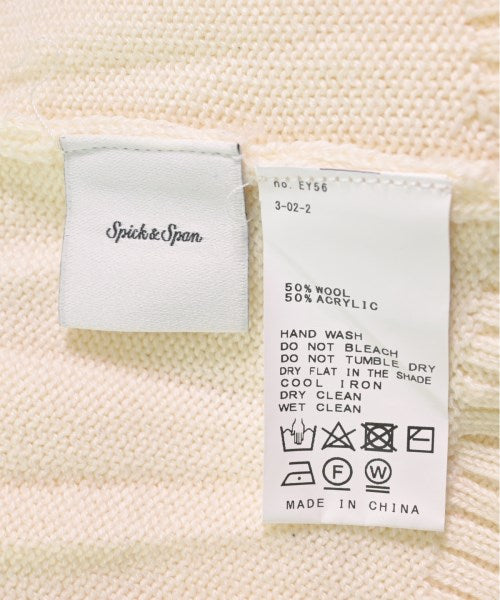 Spick&Span
no. EY56
3-02-2
50% WOOL
50% ACRYLIC
HAND WASH
DO NOT BLEACH
DO NOT TUMBLE DRY
DRY FLAT IN THE SHADE
COOL IRON
DRY CLEAN
WET CLEAN
F W
MADE IN CHINA